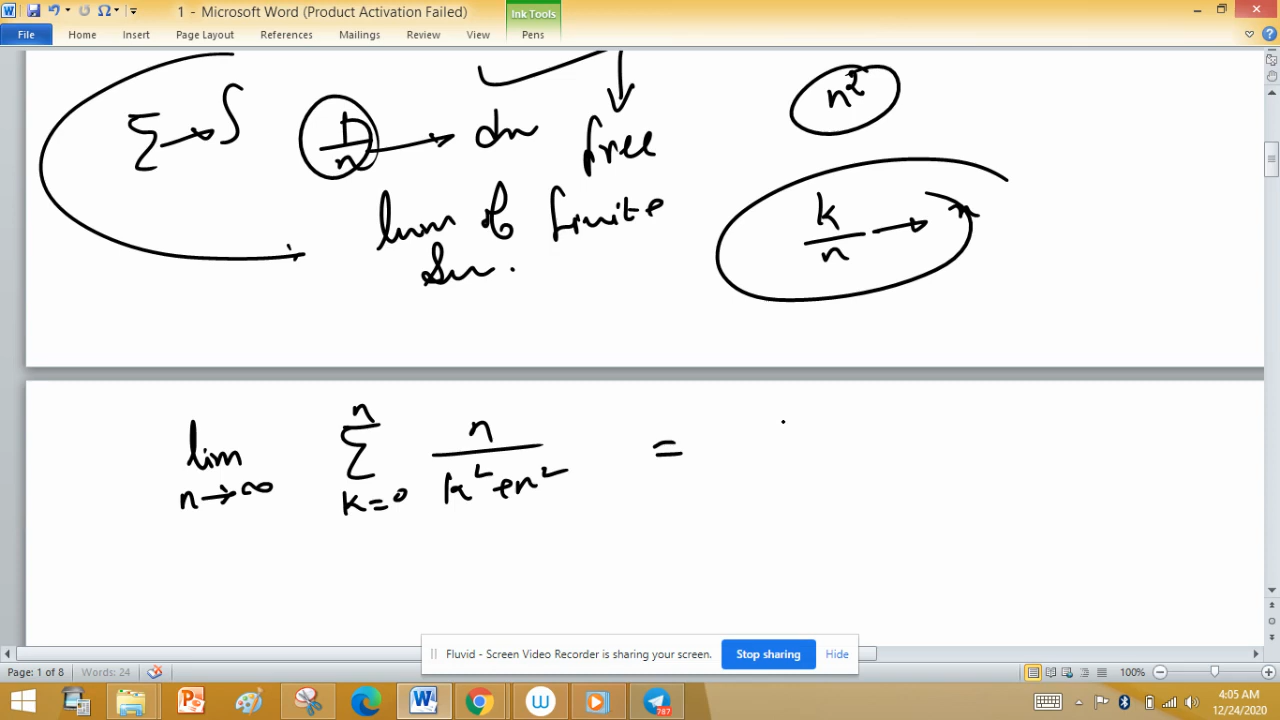 1 - Microsoft Word (Product Activation Failed)
Ink Tools
File Home Insert Page Layout References Mailings Review View Pens
Σ → ∫ 1/n → dx free
n²
k/n → x
of finite
lim n→∞ Σ k=0 n n/(k²+n²) =
Fluvid - Screen Video Recorder is sharing your screen. Stop sharing Hide
Page: 1 of 8 Words: 24 100%
787
4:05 AM
12/24/2020